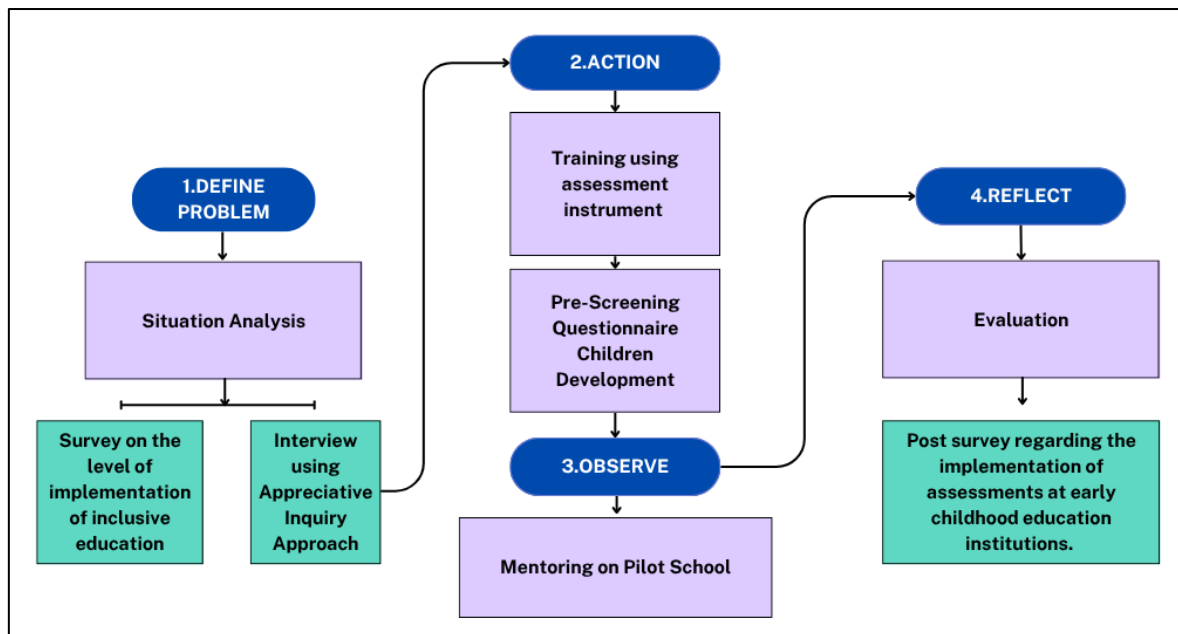 1.DEFINE
PROBLEM
Situation Analysis
Survey on the
level of
implementation
of inclusive
education
Interview
using
Appreciative
Inquiry
Approach
2.ACTION
Training using
assessment
instrument
Pre-Screening
Questionnaire
Children
Development
3.OBSERVE
Mentoring on Pilot School
4.REFLECT
Evaluation
Post survey regarding the
implementation of
assessments at early
childhood education
institutions.